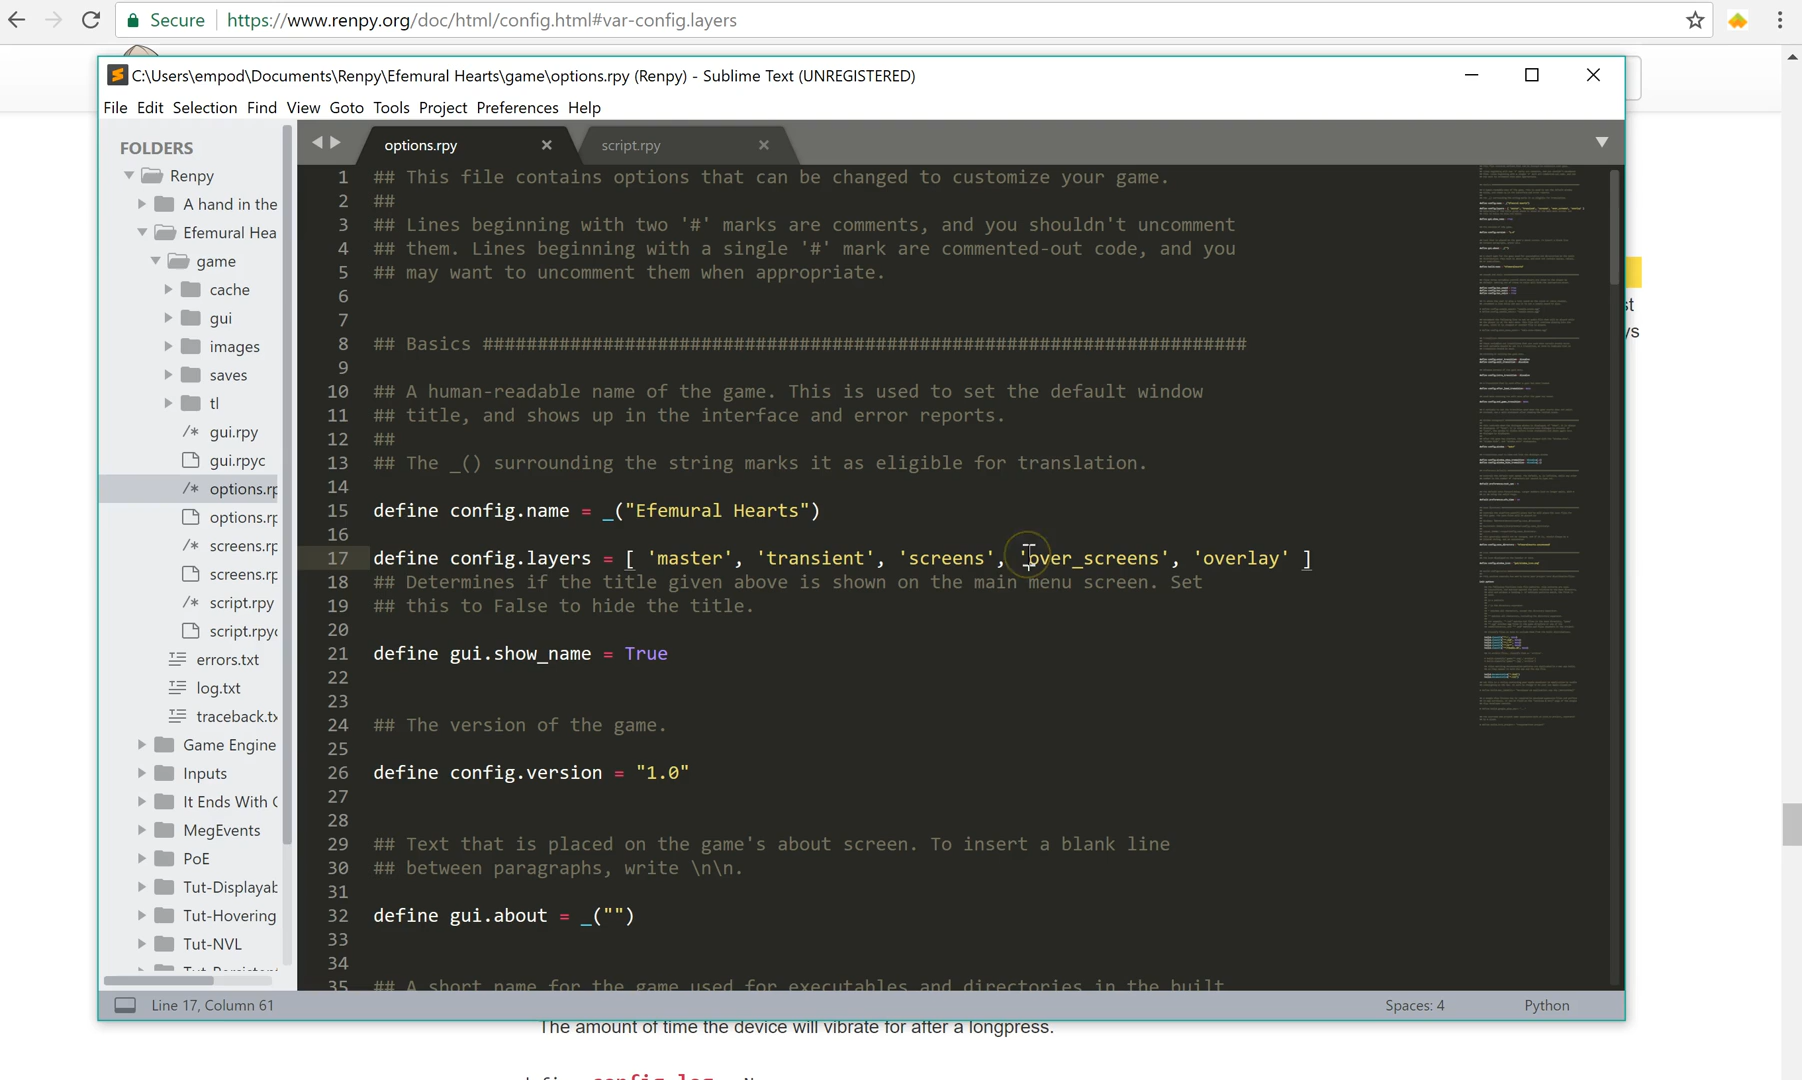 Secure https://www.renpy.org/doc/html/config.html#var-config.layers
C:\Users\empod\Documents\Renpy\Efemural Hearts\game\options.rpy (Renpy) - Sublime Text (UNREGISTERED)
File Edit Selection Find View Goto Tools Project Preferences Help
FOLDERS
Renpy
A hand in the
Efemural Hea
game
cache
gui
images
saves
tl
/* gui.rpy
gui.rpyc
/* options.rp
options.rp
/* screens.rp
screens.rp
/* script.rpy
script.rpyc
errors.txt
log.txt
traceback.tx
Game Engine
Inputs
It Ends With
MegEvents
PoE
Tut-Displayab
Tut-Hovering
Tut-NVL
options.rpy script.rpy
1 ## This file contains options that can be changed to customize your game.
2 ##
3 ## Lines beginning with two '#' marks are comments, and you shouldn't uncomment
4 ## them. Lines beginning with a single '#' mark are commented-out code, and you
5 ## may want to uncomment them when appropriate.
6
7
8 ## Basics ######################################################################
9
10 ## A human-readable name of the game. This is used to set the default window
11 ## title, and shows up in the interface and error reports.
12 ##
13 ## The _() surrounding the string marks it as eligible for translation.
14
15 define config.name = _("Efemural Hearts")
16
17 define config.layers = [ 'master', 'transient', 'screens', 'over_screens', 'overlay' ]
18 ## Determines if the title given above is shown on the main menu screen. Set
19 ## this to False to hide the title.
20
21 define gui.show_name = True
22
23
24 ## The version of the game.
25
26 define config.version = "1.0"
27
28
29 ## Text that is placed on the game's about screen. To insert a blank line
30 ## between paragraphs, write \n\n.
31
32 define gui.about = _("")
33
34
35 ## A short name for the game used for executables and directories in the built
Line 17, Column 61 Spaces: 4 Python
st
ys
The amount of time the device will vibrate for after a longpress.